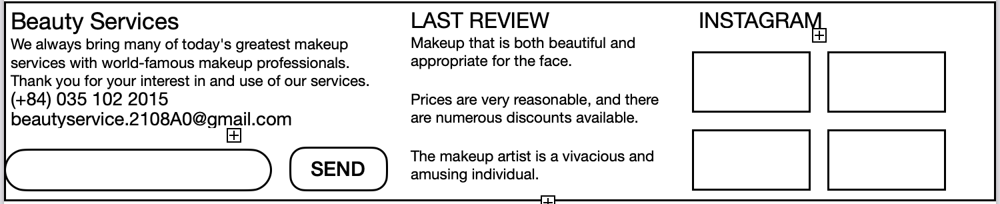 Beauty Services
We always bring many of today's greatest makeup
services with world-famous makeup professionals.
Thank you for your interest in and use of our services.
(+84) 035 102 2015
beautyservice.2108A0@gmail.com
SEND
LAST REVIEW
Makeup that is both beautiful and
appropriate for the face.
Prices are very reasonable, and there
are numerous discounts available.
The makeup artist is a vivacious and
amusing individual.
INSTAGRAM